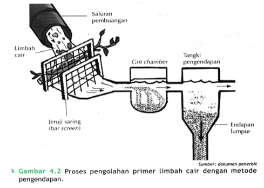 Saluran
pembuangan
Limbah
cair
Grit chamber
Tangki
pengendapan
Jeruji saring
(bar screen)
Endapan
lumpur
Sumber: dokumen penerbit
Gambar 4.2 Proses pengolahan primer limbah cair dengan metode
pengendapan.